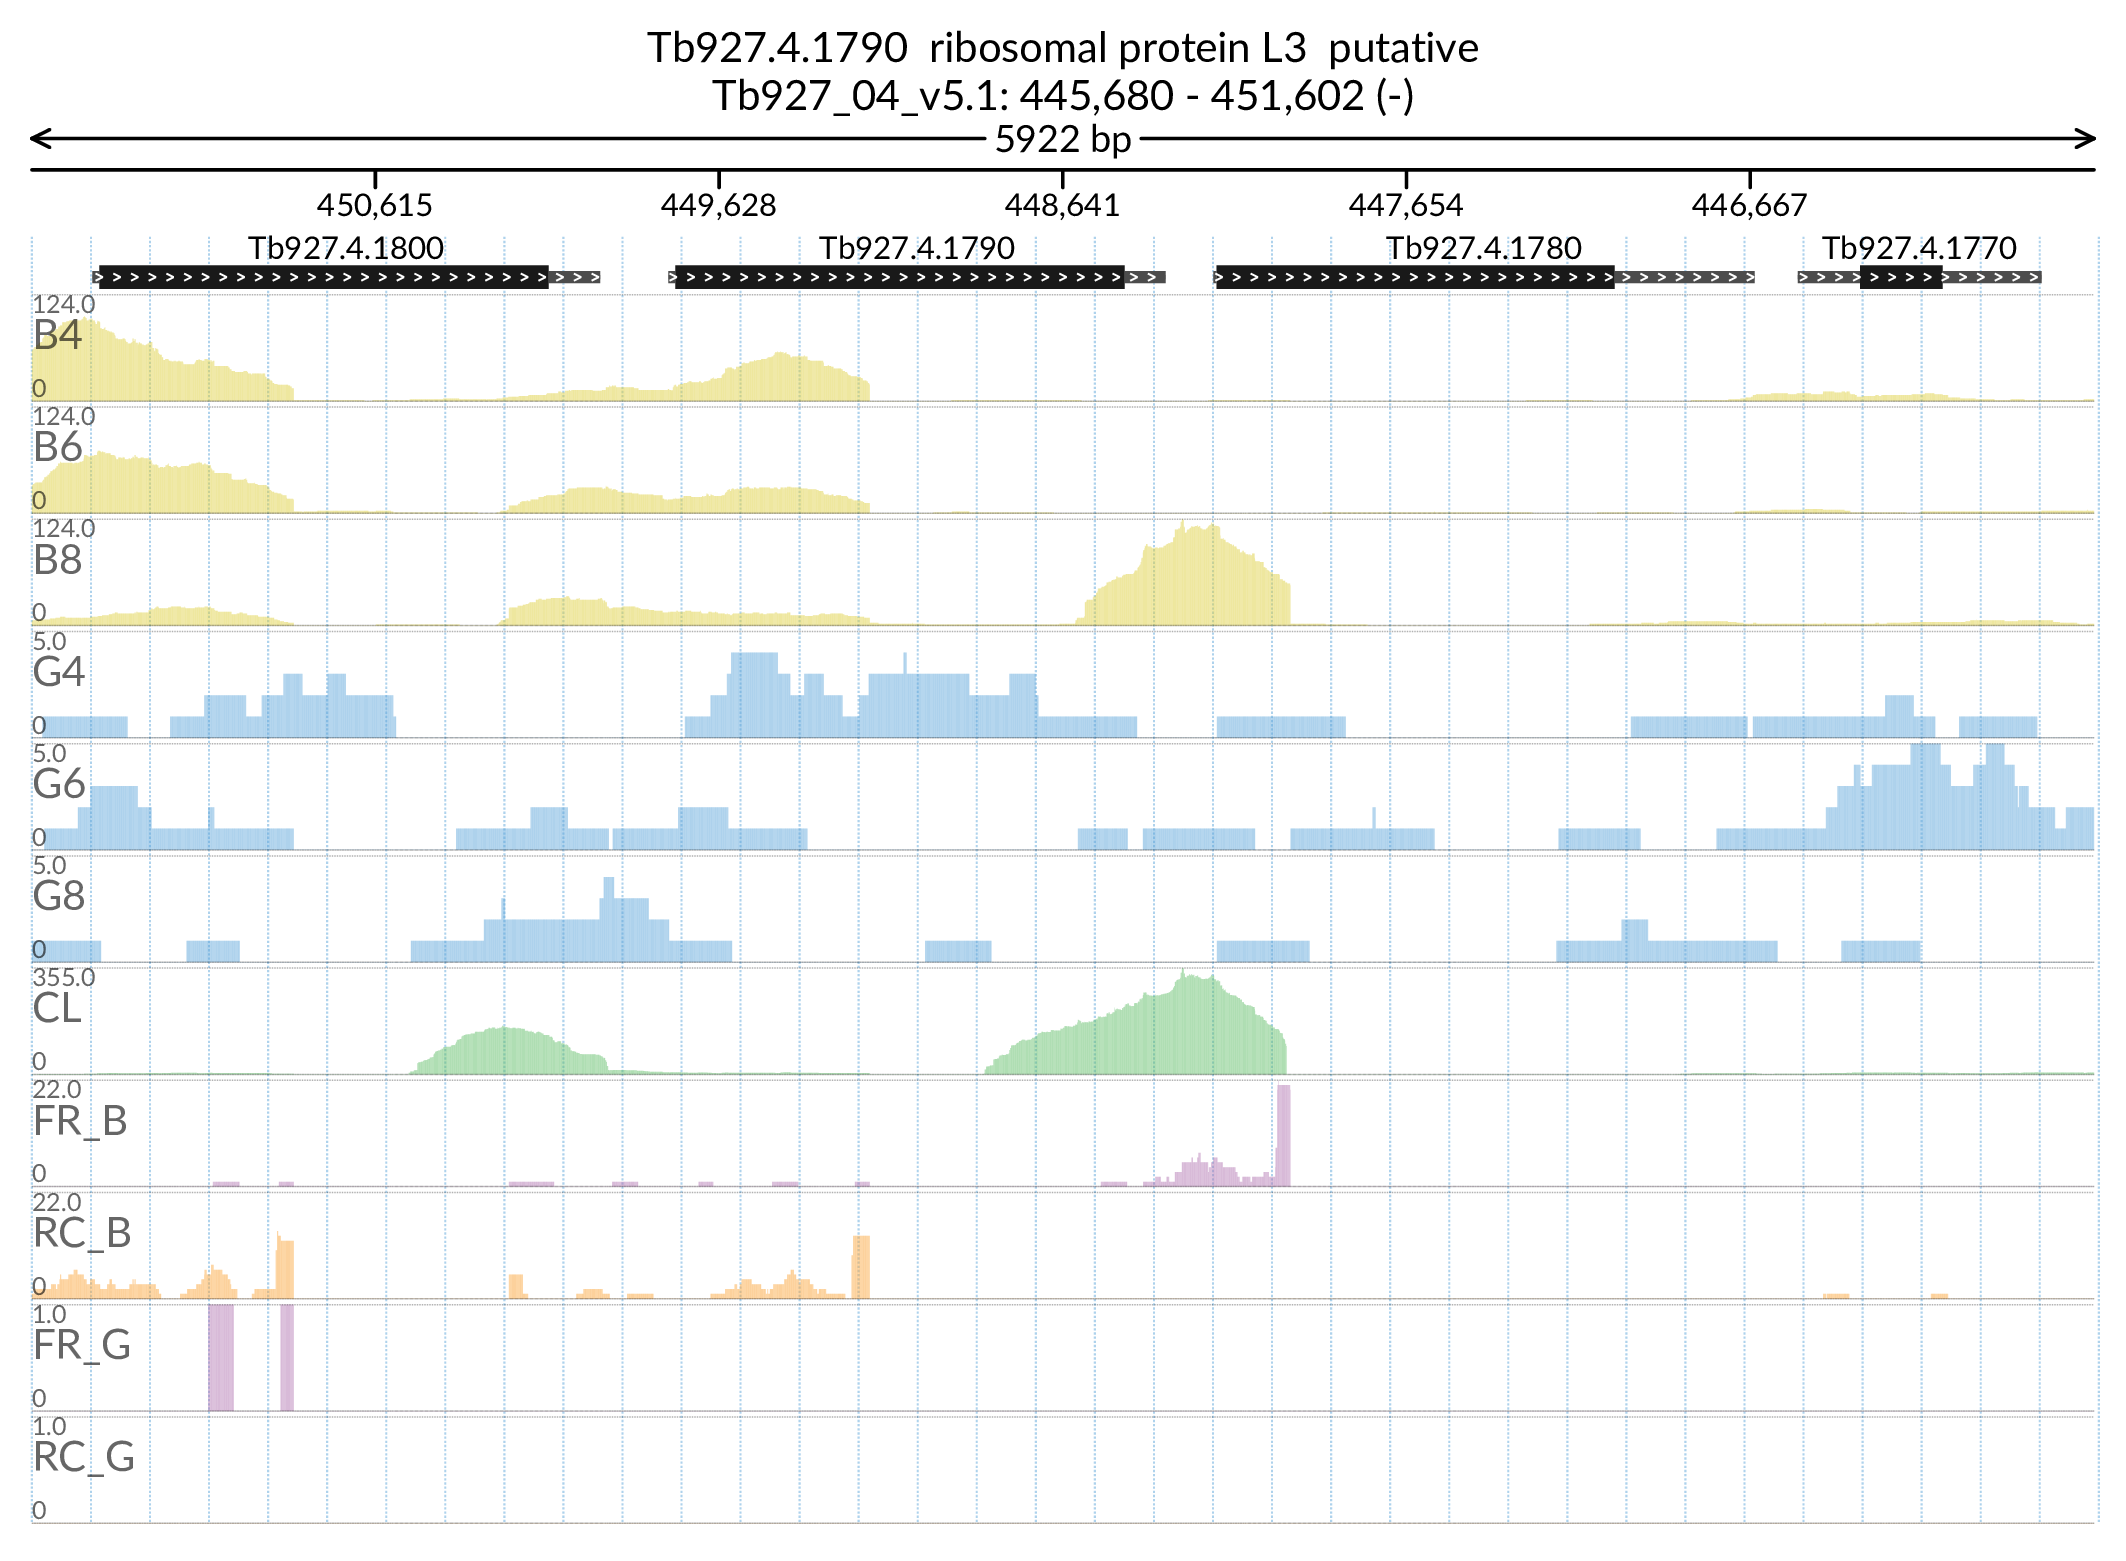 Tb927.4.1790 ribosomal protein L3 putative
Tb927_04_v5.1: 445,680 - 451,602 (-)
5922 bp
450,615 449,628 448,641 447,654 446,667
Tb927.4.1800 Tb927.4.1790 Tb927.4.1780 Tb927.4.1770
124.0
B4
0
124.0
B6
0
124.0
B8
0
5.0
G4
0
5.0
G6
0
5.0
G8
0
355.0
CL
0
22.0
FR_B
0
22.0
RC_B
0
1.0
FR_G
0
1.0
RC_G
0